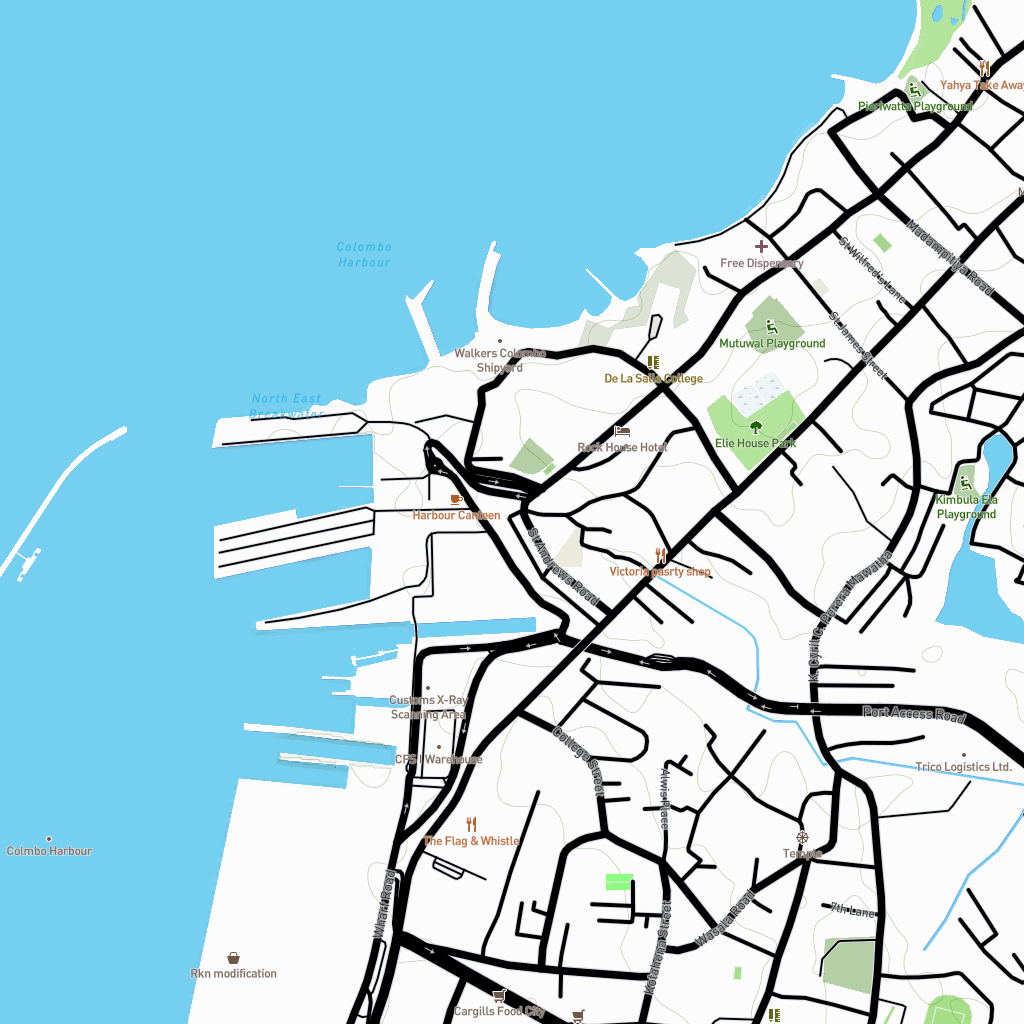 Yahya Take Away
Pieriwatta Playground
Madampitiya Road
Colombo
Harbour
Free Dispensary
St Wilfred's Lane
St.James Street
Mutuwal Playground
Walkers Colombo
Shipyard
De La Salle College
North East
Breakwater
Elie House Park
Rock House Hotel
Kimbula Ela
Playground
Harbour Canteen
St Andrews Road
Victoria pasrty shop
K. Cyril C. Perera Mawatha
Customs X-Ray
Scanning Area
Port Access Road
College Street
CFS I Warehouse
Trico Logistics Ltd.
Alwis Place
The Flag & Whistle
Colmbo Harbour
Temple
Wharf Road
7th Lane
Wasala Road
Kotahena Street
Rkn modification
Cargills Food City